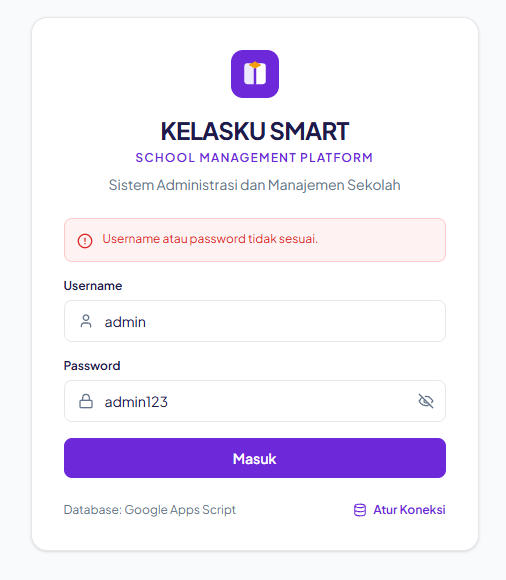 KELASKU SMART
SCHOOL MANAGEMENT PLATFORM
Sistem Administrasi dan Manajemen Sekolah
Username atau password tidak sesuai.
Username
admin
Password
admin123
Masuk
Database: Google Apps Script
Atur Koneksi